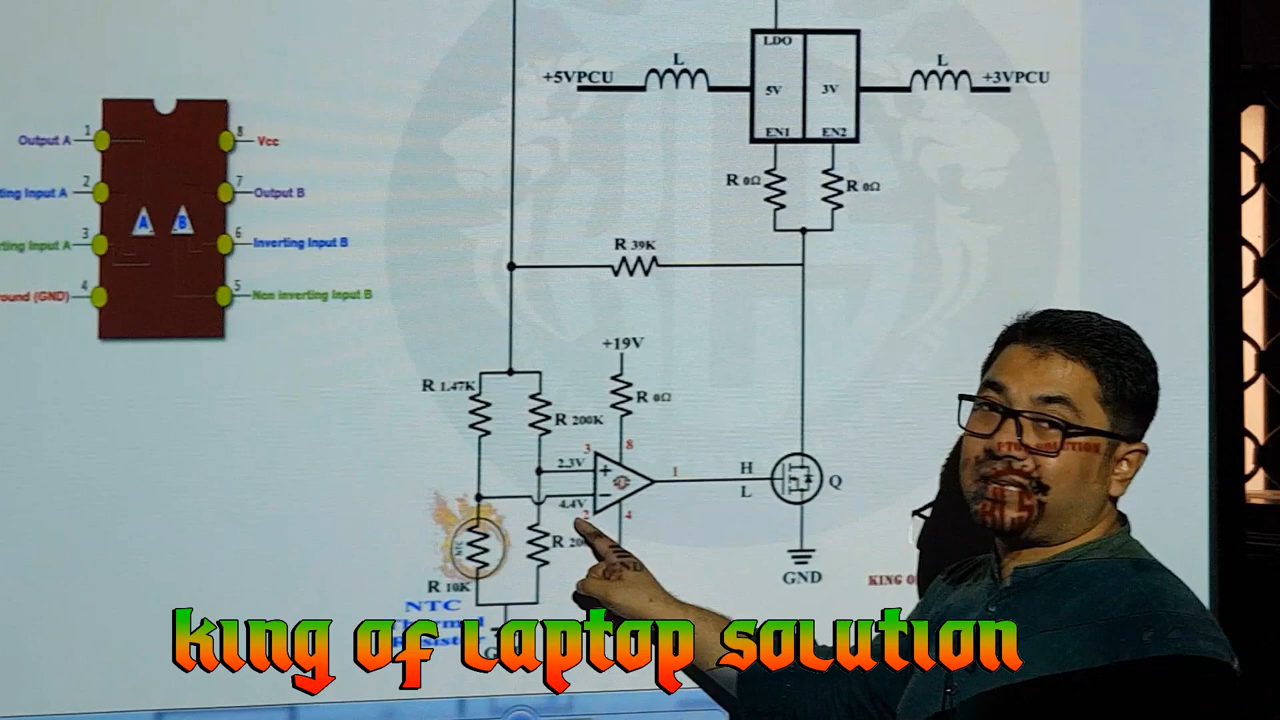 LDO
5V
3V
EN1
EN2
+5VPCU
L
L
+3VPCU
R 0Ω
R 0Ω
R 39K
Output A
1
8
Vcc
ting Input A
2
7
Output B
rting Input A
3
6
Inverting Input B
round (GND)
4
5
Non inverting Input B
A
B
+19V
R 0Ω
R 1.47K
R 200K
3
8
2.3V
+
1
H
L
Q
4.4V
−
2
4
R
R 10K
NTC
GND
KING O
king of laptop solution